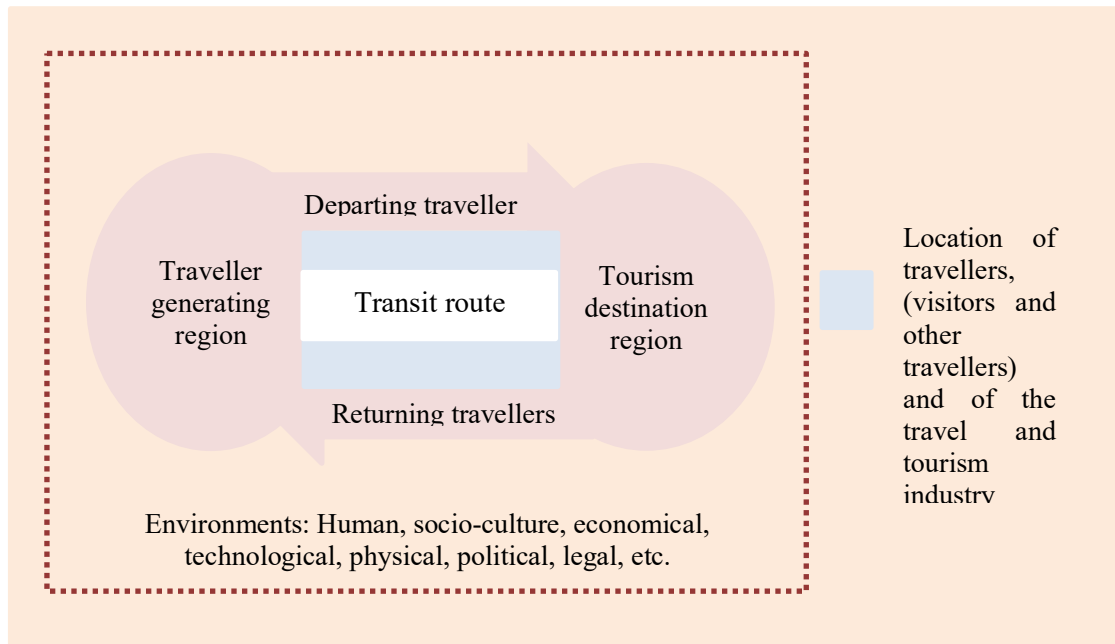 Departing traveller
Traveller
generating
region
Transit route
Tourism
destination
region
Returning travellers
Environments: Human, socio-culture, economical,
technological, physical, political, legal, etc.
Location of
travellers,
(visitors and
other
travellers)
and of the
travel and
tourism
industry